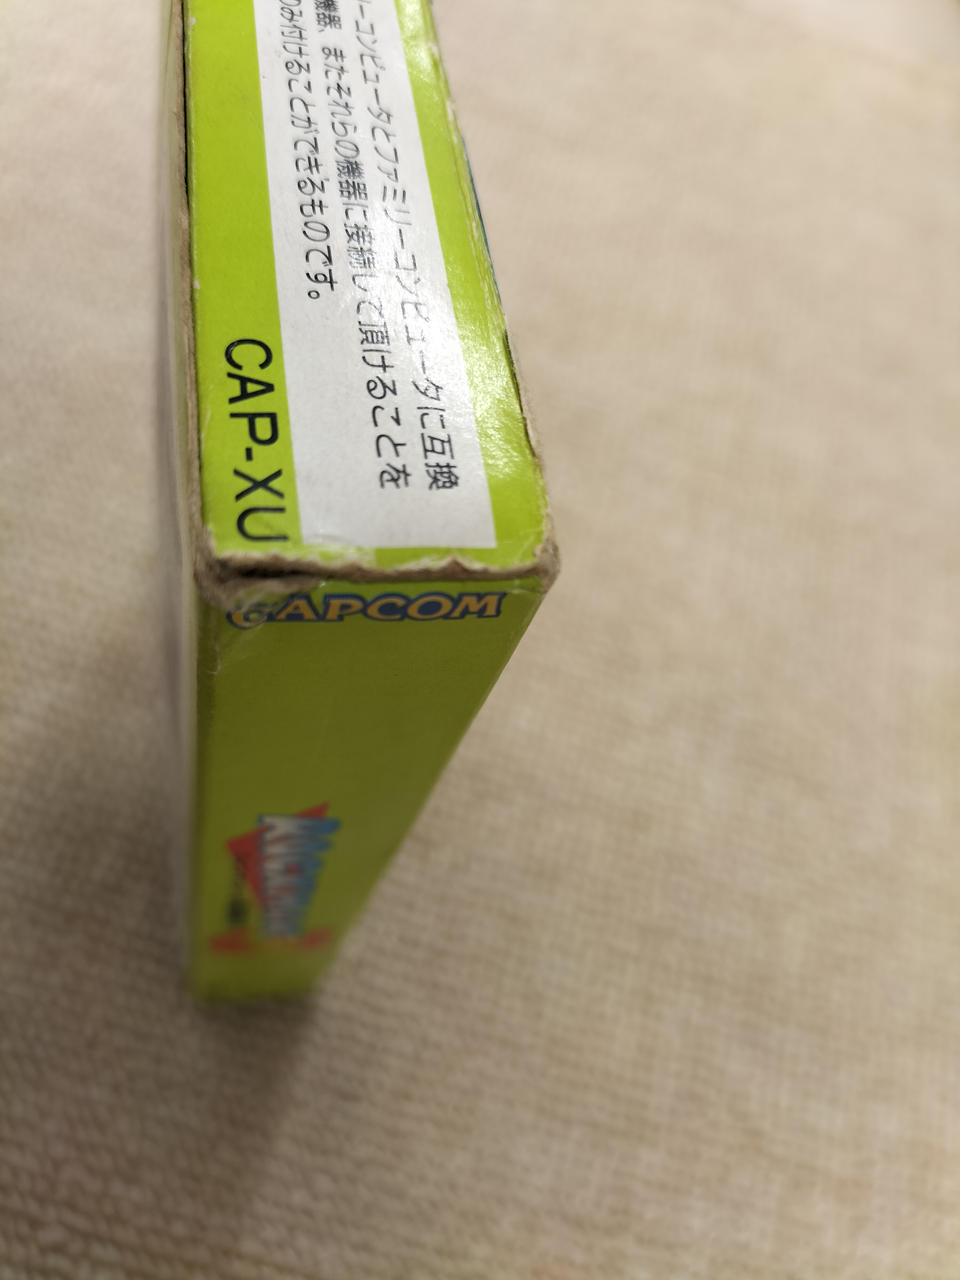 ーコンピュータとファミリーコンピュータに互換
機器、またそれらの機器に接続して頂けることを
のみ付けることができるものです。
CAP-XU
CAPCOM